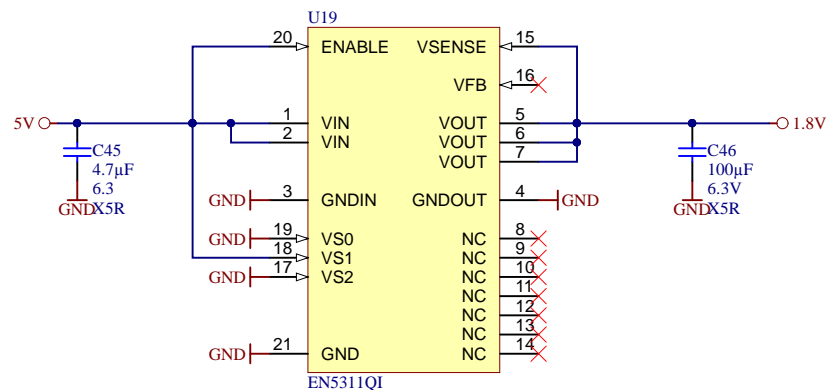 U19
20 ENABLE VSENSE 15
VFB 16
5V 1 VIN VOUT 5 1.8V
2 VIN VOUT 6
VOUT 7
C45
4.7µF
6.3
X5R
GND
C46
100µF
6.3V
X5R
GND
GND 3 GNDIN GNDOUT 4 GND
GND 19 VS0 NC 8
18 VS1 NC 9
GND 17 VS2 NC 10
NC 11
NC 12
NC 13
GND 21 GND NC 14
EN5311QI